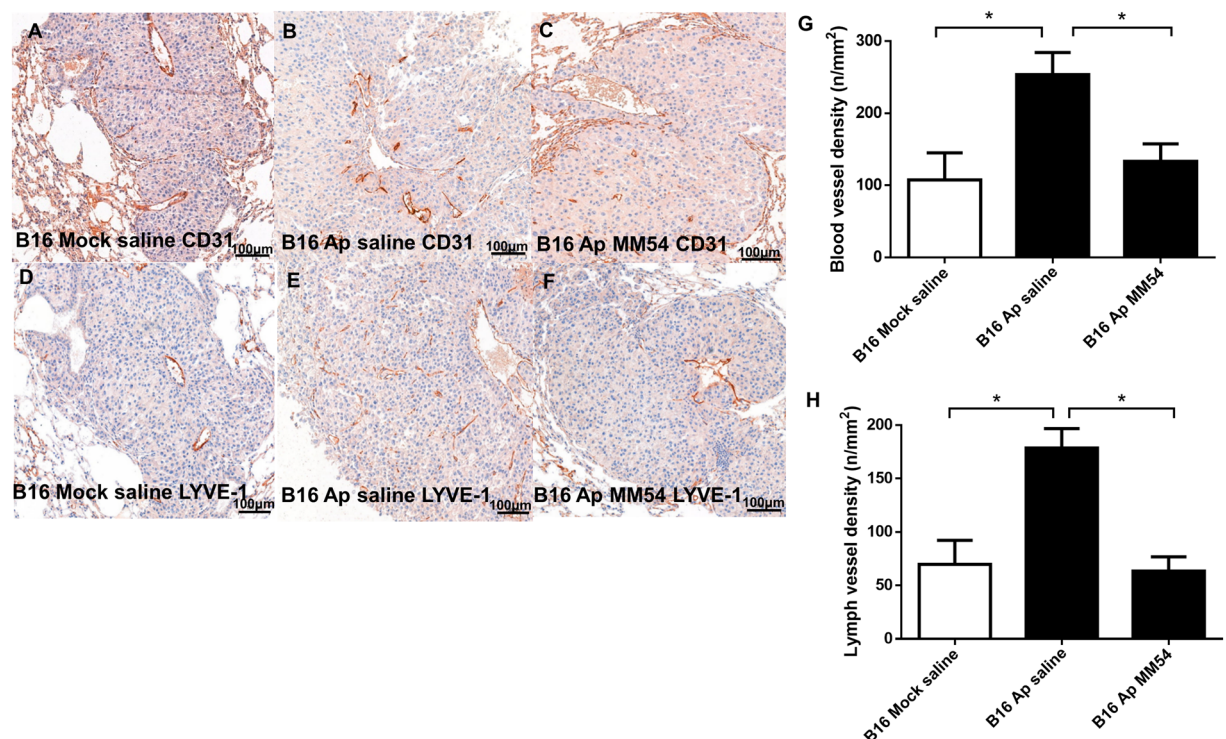 A
B16 Mock saline CD31
100µm
B
B16 Ap saline CD31
100µm
C
B16 Ap MM54 CD31
100µm
D
B16 Mock saline LYVE-1
100µm
E
B16 Ap saline LYVE-1
100µm
F
B16 Ap MM54 LYVE-1
100µm
G
* *
Blood vessel density (n/mm²)
300
200
100
0
B16 Mock saline
B16 Ap saline
B16 Ap MM54
H
* *
Lymph vessel density (n/mm²)
200
150
100
50
0
B16 Mock saline
B16 Ap saline
B16 Ap MM54